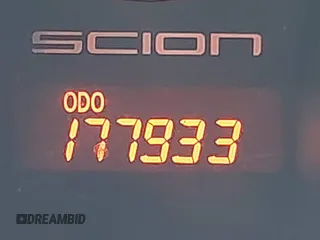 SCION
ODO
177933
DREAMBID